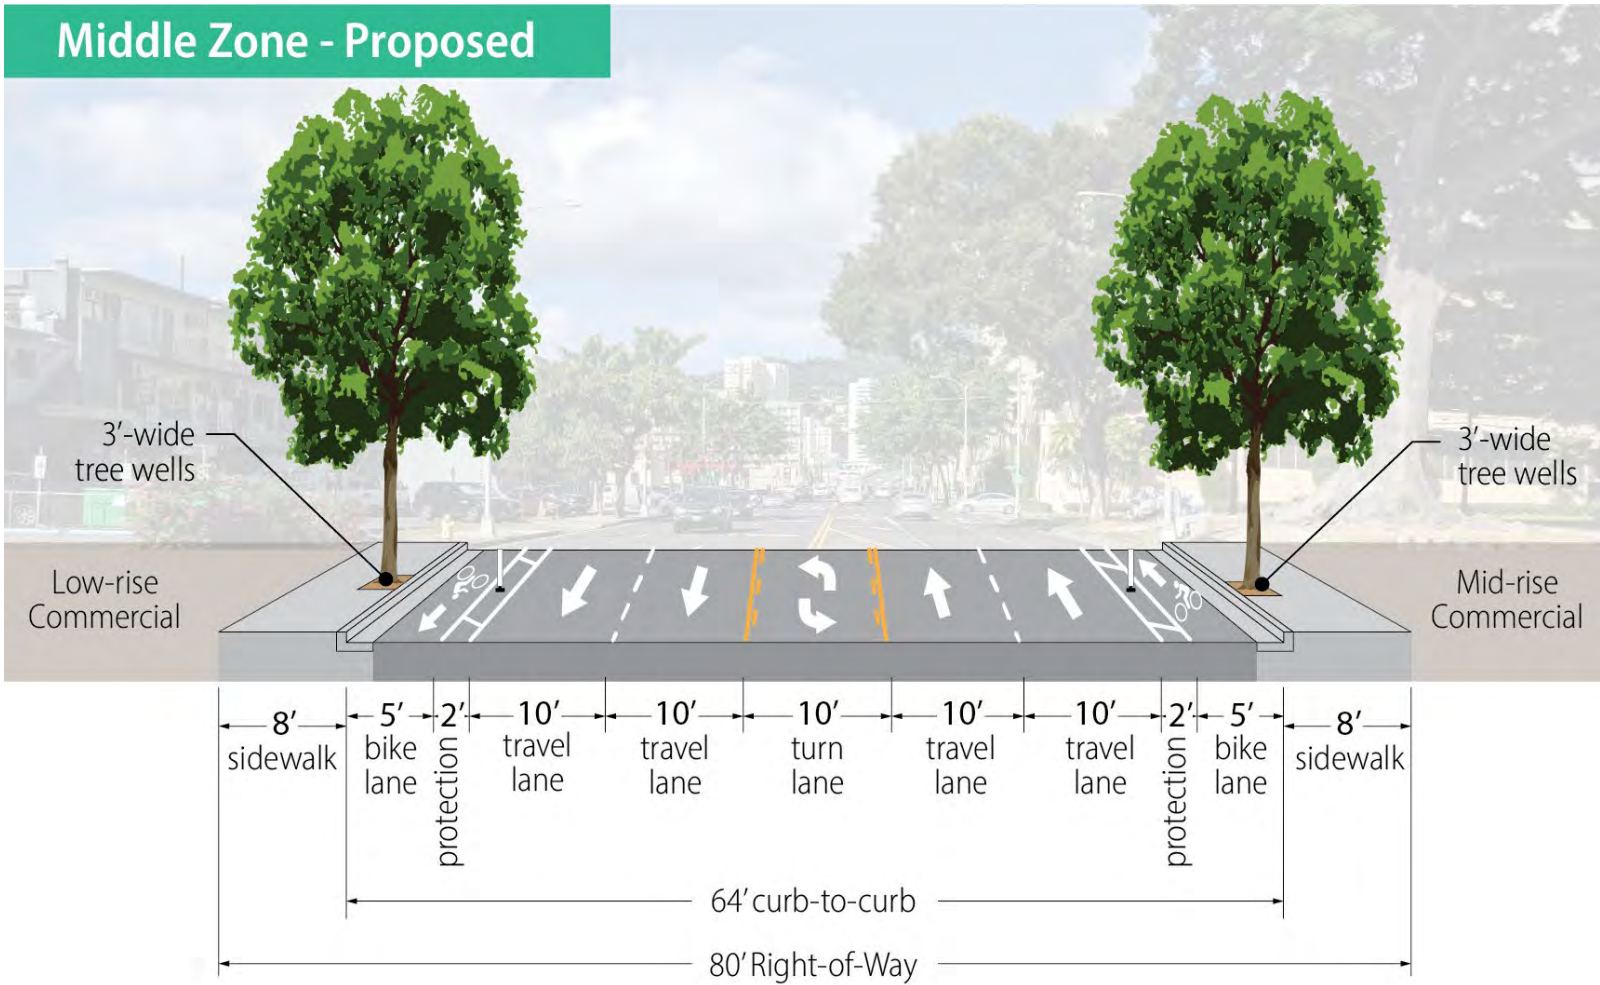 Middle Zone - Proposed
3'-wide
tree wells
3'-wide
tree wells
Low-rise
Commercial
Mid-rise
Commercial
8'
sidewalk
5'
bike
lane
2'
protection
10'
travel
lane
10'
travel
lane
10'
turn
lane
10'
travel
lane
10'
travel
lane
2'
protection
5'
bike
lane
8'
sidewalk
64' curb-to-curb
80' Right-of-Way